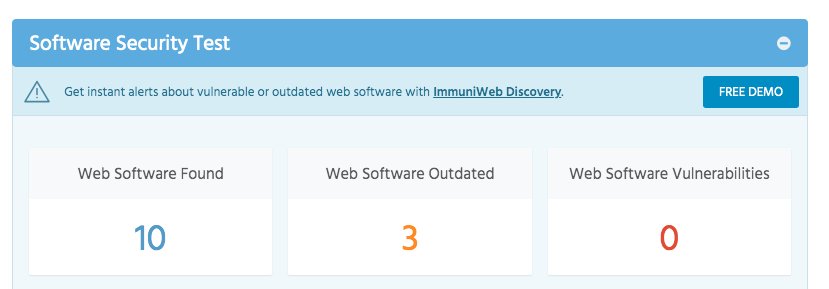 Software Security Test
Get instant alerts about vulnerable or outdated web software with ImmuniWeb Discovery.
FREE DEMO
Web Software Found
Web Software Outdated
Web Software Vulnerabilities
10
3
0